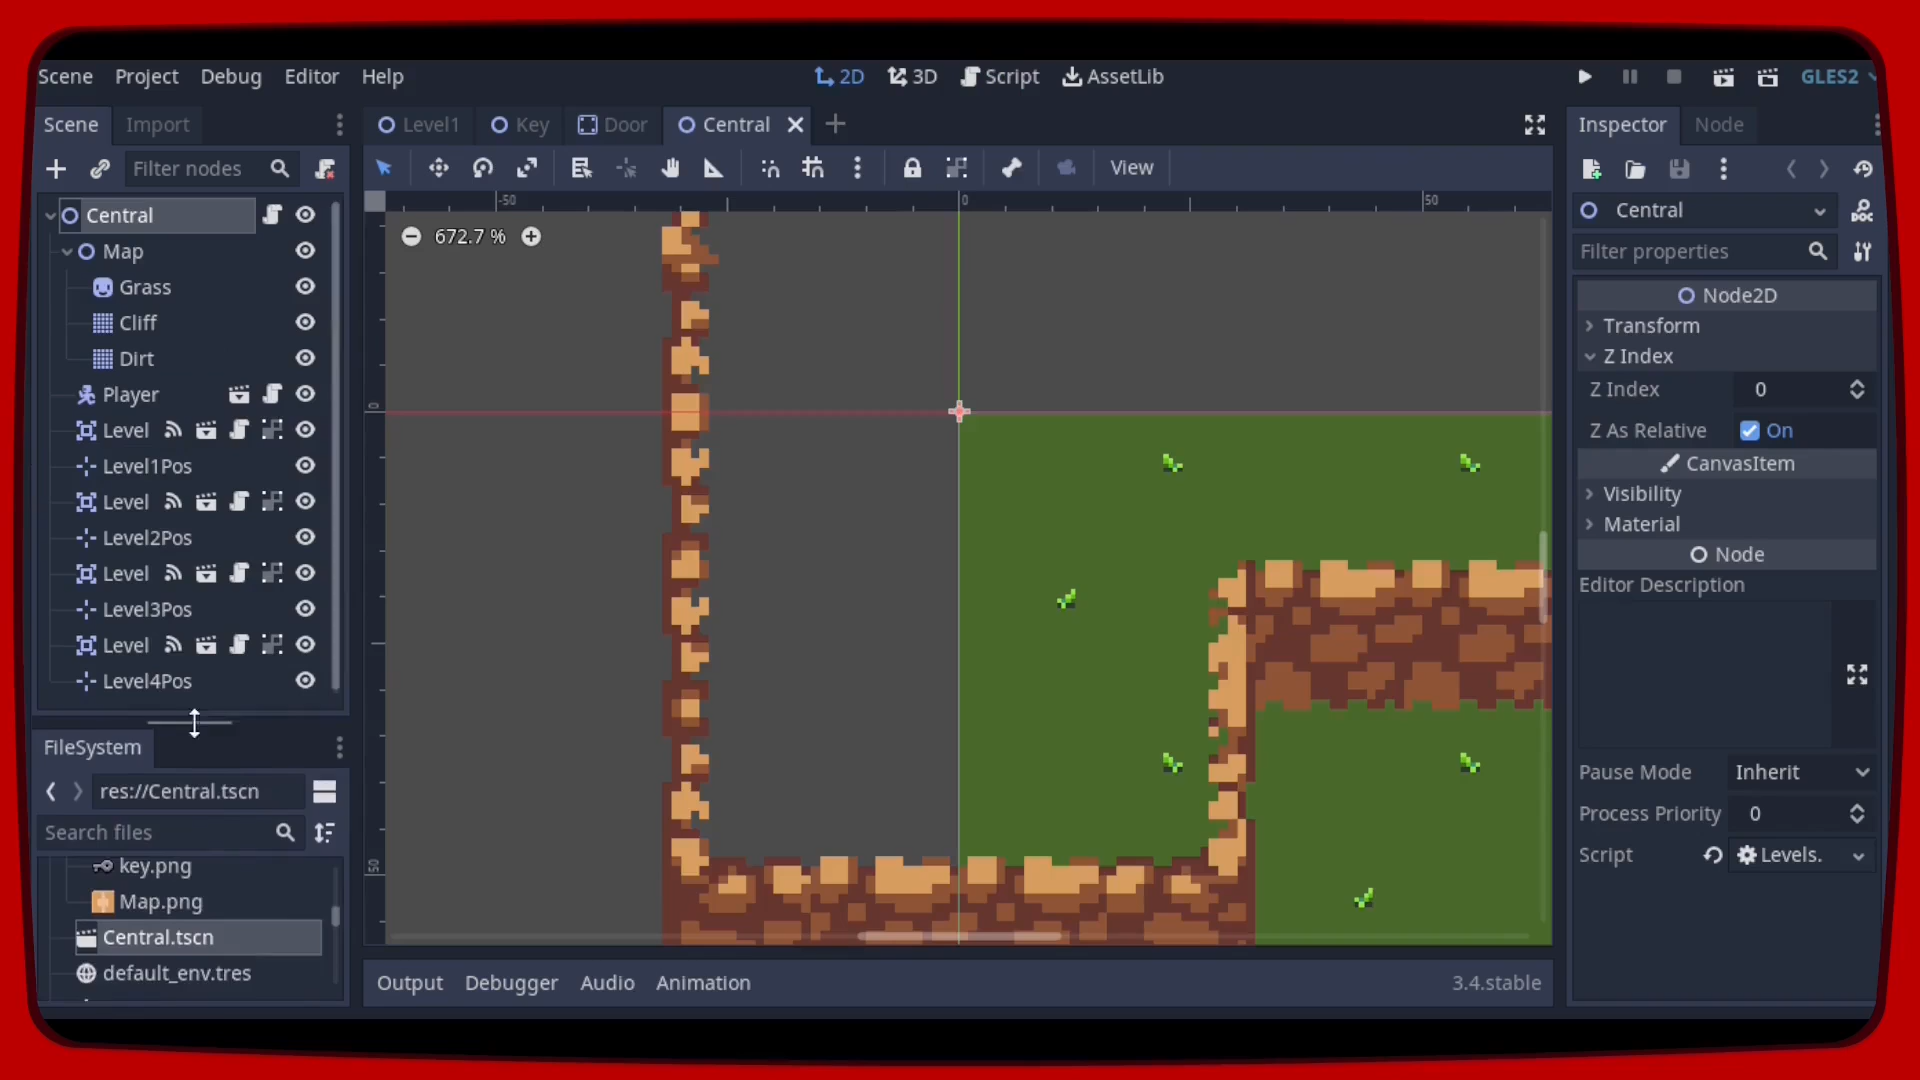 Scene Project Debug Editor Help 2D 3D Script AssetLib GLES2
Scene Import
Level1 Key Door Central
Inspector Node
Filter nodes
View
Central
Map
Grass
Cliff
Dirt
Player
Level
Level1Pos
Level
Level2Pos
Level
Level3Pos
Level
Level4Pos
FileSystem
res://Central.tscn
Search files
key.png
Map.png
Central.tscn
default_env.tres
-50 0 50
672.7 %
0
50
Output Debugger Audio Animation 3.4.stable
Central
Filter properties
Node2D
Transform
Z Index
Z Index 0
Z As Relative On
CanvasItem
Visibility
Material
Node
Editor Description
Pause Mode Inherit
Process Priority 0
Script Levels.